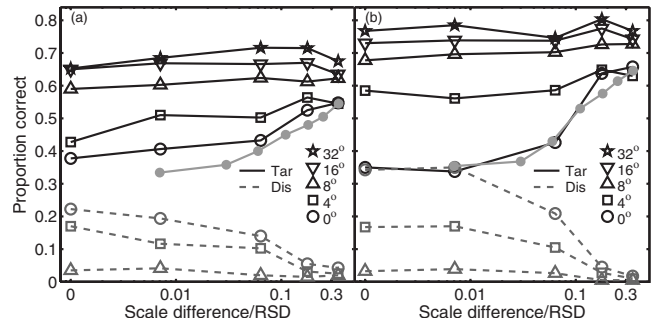 (a)
(b)
Proportion correct
0.8
0.7
0.6
0.5
0.4
0.3
0.2
0.1
0
Tar
Dis
32°
16°
8°
4°
0°
Tar
Dis
32°
16°
8°
4°
0°
0 0.01 0.1 0.3
0 0.01 0.1 0.3
Scale difference/RSD
Scale difference/RSD